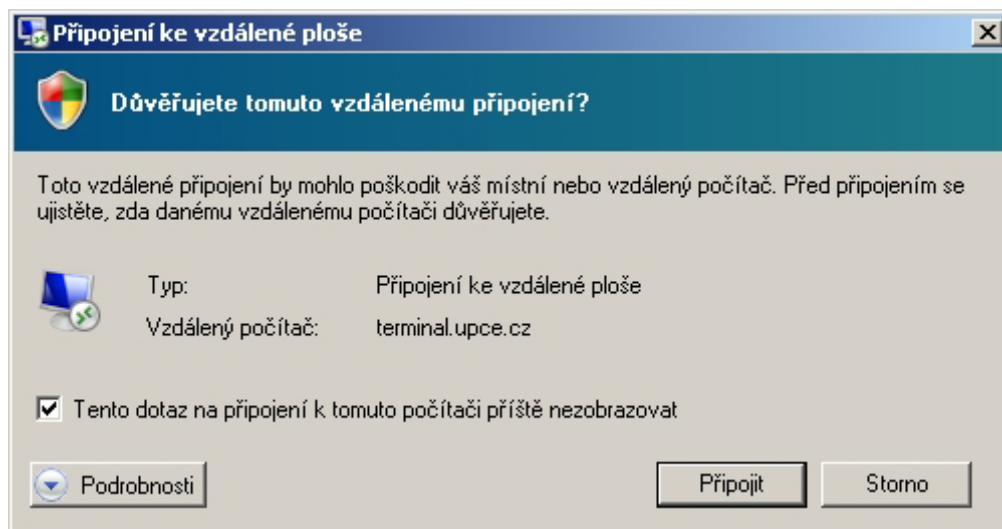 Připojení ke vzdálené ploše
Důvěřujete tomuto vzdálenému připojení?
Toto vzdálené připojení by mohlo poškodit váš místní nebo vzdálený počítač. Před připojením se
ujistěte, zda danému vzdálenému počítači důvěřujete.
Typ: Připojení ke vzdálené ploše
Vzdálený počítač: terminal.upce.cz
Tento dotaz na připojení k tomuto počítači příště nezobrazovat
Podrobnosti Připojit Storno